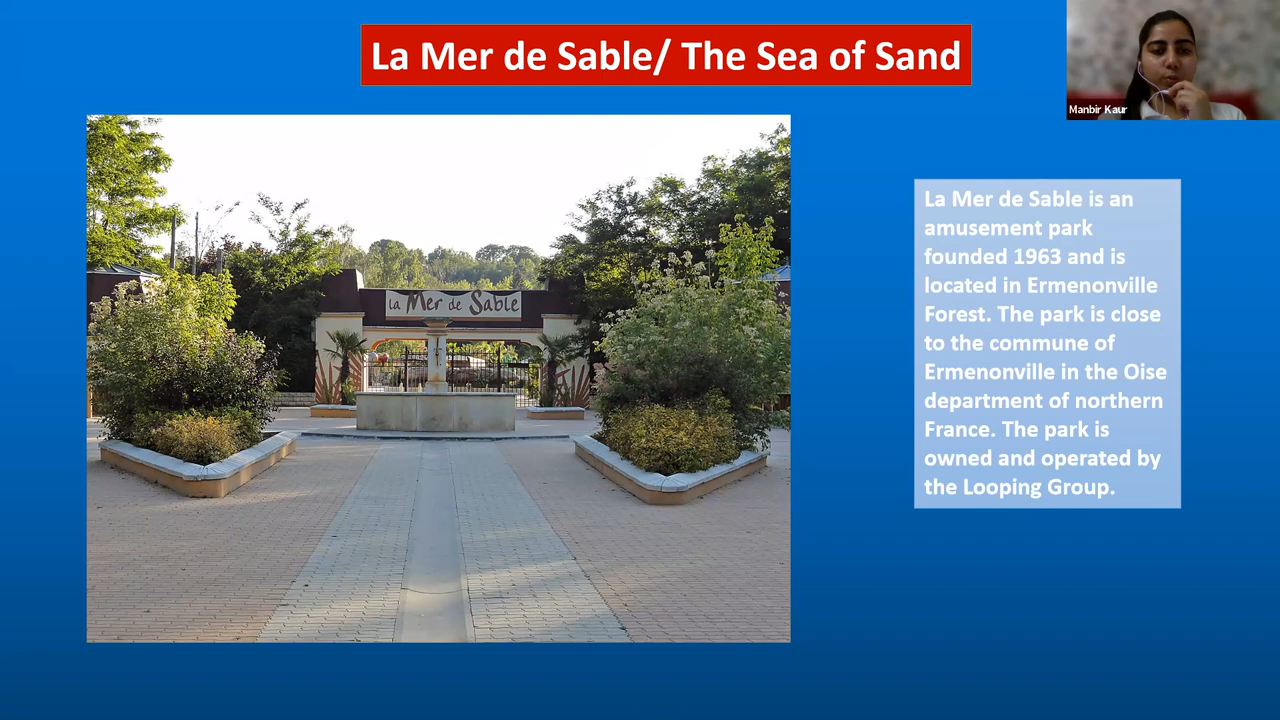 La Mer de Sable/ The Sea of Sand
Manbir Kaur
la Mer de Sable
La Mer de Sable is an
amusement park
founded 1963 and is
located in Ermenonville
Forest. The park is close
to the commune of
Ermenonville in the Oise
department of northern
France. The park is
owned and operated by
the Looping Group.